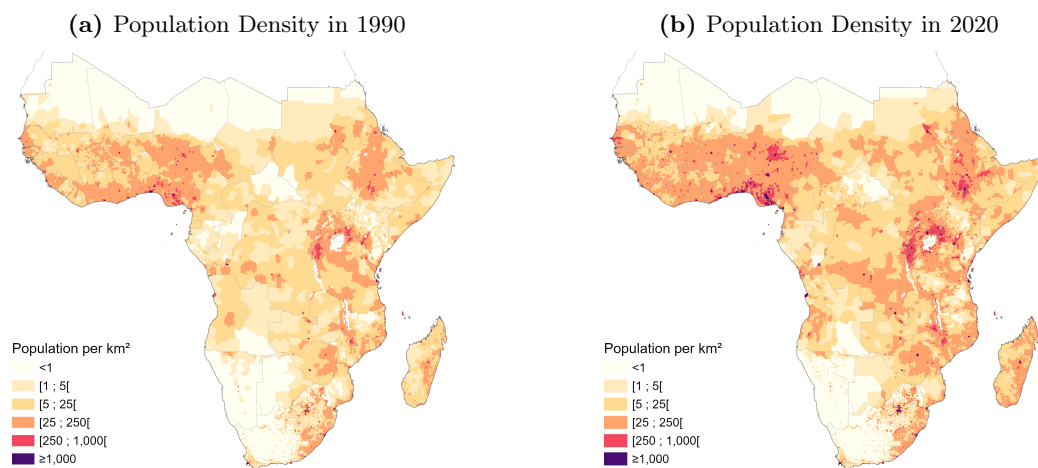 (a) Population Density in 1990
Population per km²
<1
[1 ; 5[
[5 ; 25[
[25 ; 250[
[250 ; 1,000[
≥1,000
(b) Population Density in 2020
Population per km²
<1
[1 ; 5[
[5 ; 25[
[25 ; 250[
[250 ; 1,000[
≥1,000